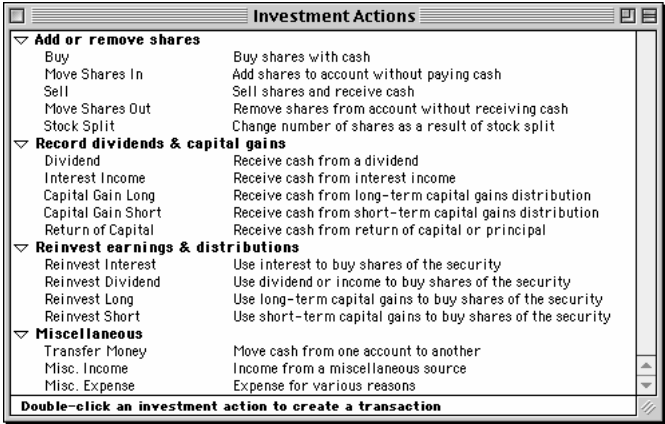 Investment Actions
Add or remove shares
Buy Buy shares with cash
Move Shares In Add shares to account without paying cash
Sell Sell shares and receive cash
Move Shares Out Remove shares from account without receiving cash
Stock Split Change number of shares as a result of stock split
Record dividends & capital gains
Dividend Receive cash from a dividend
Interest Income Receive cash from interest income
Capital Gain Long Receive cash from long-term capital gains distribution
Capital Gain Short Receive cash from short-term capital gains distribution
Return of Capital Receive cash from return of capital or principal
Reinvest earnings & distributions
Reinvest Interest Use interest to buy shares of the security
Reinvest Dividend Use dividend or income to buy shares of the security
Reinvest Long Use long-term capital gains to buy shares of the security
Reinvest Short Use short-term capital gains to buy shares of the security
Miscellaneous
Transfer Money Move cash from one account to another
Misc. Income Income from a miscellaneous source
Misc. Expense Expense for various reasons
Double-click an investment action to create a transaction